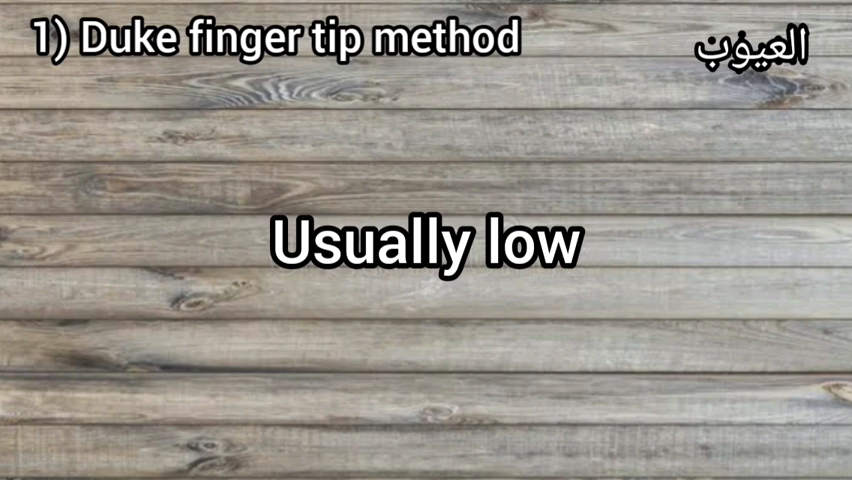 1) Duke finger tip method
العيوب
Usually low